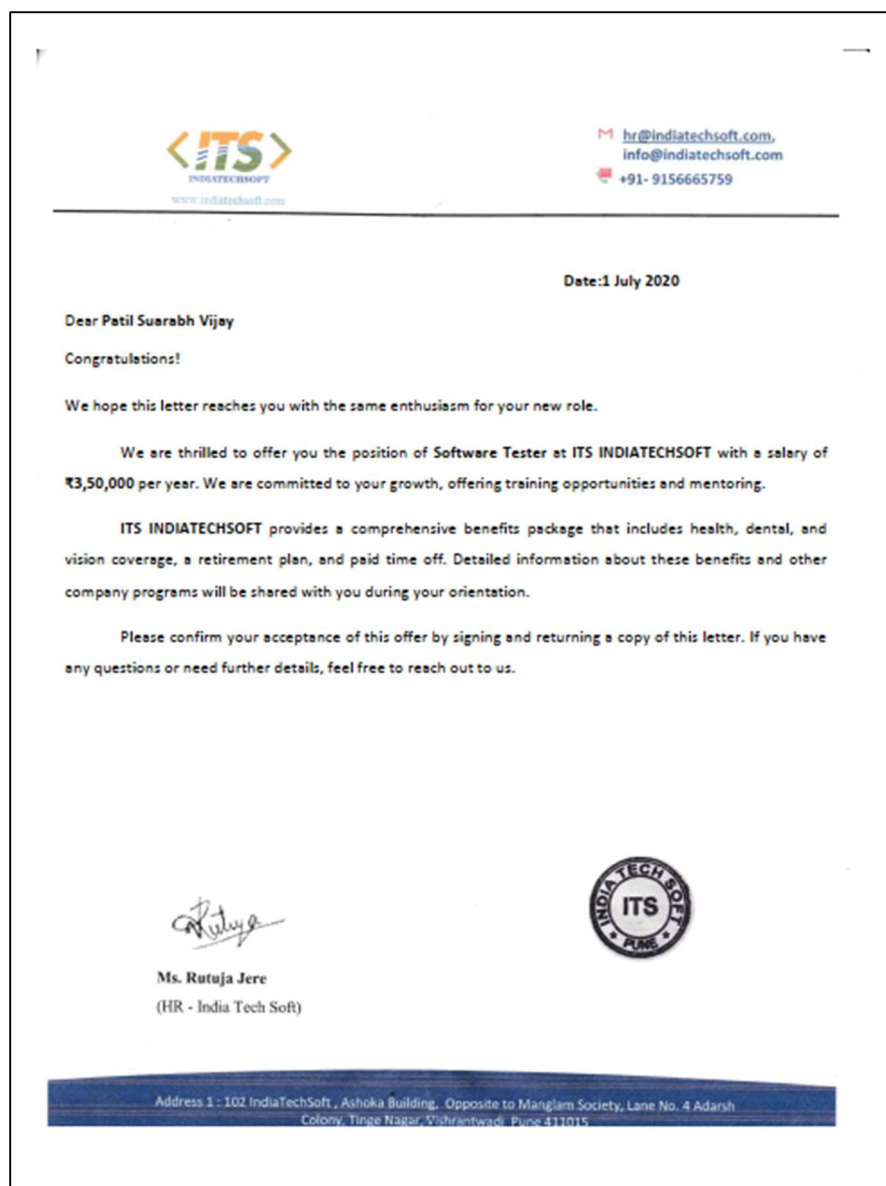 <ITS>
INDIATECHSOFT
www.indiatechsoft.com
hr@indiatechsoft.com,
info@indiatechsoft.com
+91- 9156665759
Date:1 July 2020
Dear Patil Suarabh Vijay
Congratulations!
We hope this letter reaches you with the same enthusiasm for your new role.
We are thrilled to offer you the position of Software Tester at ITS INDIATECHSOFT with a salary of
₹3,50,000 per year. We are committed to your growth, offering training opportunities and mentoring.
ITS INDIATECHSOFT provides a comprehensive benefits package that includes health, dental, and
vision coverage, a retirement plan, and paid time off. Detailed information about these benefits and other
company programs will be shared with you during your orientation.
Please confirm your acceptance of this offer by signing and returning a copy of this letter. If you have
any questions or need further details, feel free to reach out to us.
Rutuja
INDIA TECH SOFT
ITS
* PUNE *
Ms. Rutuja Jere
(HR - India Tech Soft)
Address 1 : 102 IndiaTechSoft , Ashoka Building, Opposite to Manglam Society, Lane No. 4 Adarsh
Colony, Tinge Nagar, Vishrantwadi Pune 411015